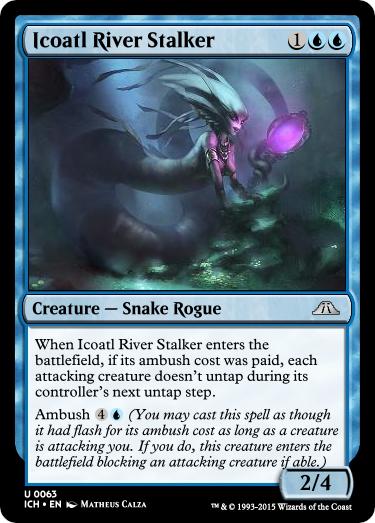 Icoatl River Stalker 1
Creature — Snake Rogue
When Icoatl River Stalker enters the
battlefield, if its ambush cost was paid, each
attacking creature doesn't untap during its
controller's next untap step.
Ambush 4 (You may cast this spell as though
it had flash for its ambush cost as long as a creature
is attacking you. If you do, this creature enters the
battlefield blocking an attacking creature if able.)
2/4
U 0063
ICH • EN Matheus Calza
™ & © 1993-2015 Wizards of the Coast